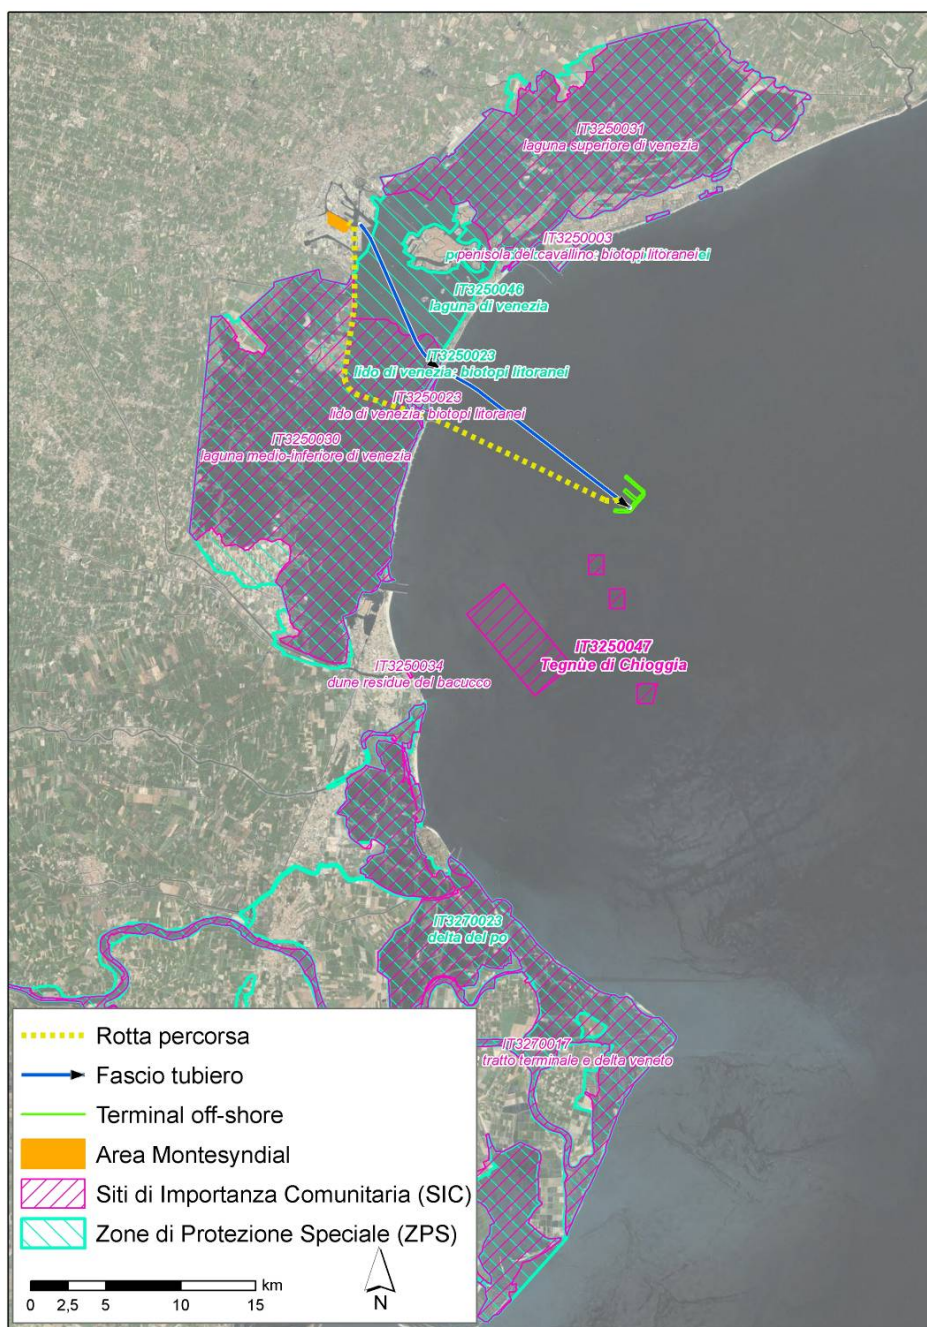 IT3250031
laguna superiore di venezia
IT3250003
penisola del cavallino: biotopi litoranei
IT3250046
laguna di venezia
IT3250023
lido di venezia: biotopi litoranei
IT3250023
lido di venezia: biotopi litoranei
IT3250030
laguna medio-inferiore di venezia
IT3250047
Tegnùe di Chioggia
IT3250034
dune residue del bacucco
IT3270023
delta del po
IT3270017
tratto terminale e delta veneto
Rotta percorsa
Fascio tubiero
Terminal off-shore
Area Montesyndial
Siti di Importanza Comunitaria (SIC)
Zone di Protezione Speciale (ZPS)
km
0 2,5 5 10 15
N